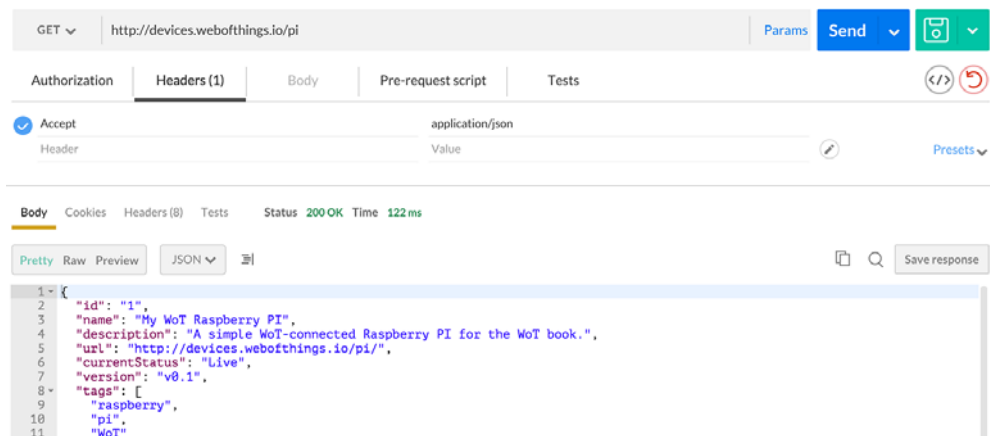 GET http://devices.webofthings.io/pi Params Send
Authorization Headers (1) Body Pre-request script Tests </>
Accept application/json
Header Value Presets
Body Cookies Headers (8) Tests Status 200 OK Time 122 ms
Pretty Raw Preview JSON Save response
1 {
2 "id": "1",
3 "name": "My WoT Raspberry PI",
4 "description": "A simple WoT-connected Raspberry PI for the WoT book.",
5 "url": "http://devices.webofthings.io/pi/",
6 "currentStatus": "Live",
7 "version": "v0.1",
8 "tags": [
9 "raspberry",
10 "pi",
11 "WoT"